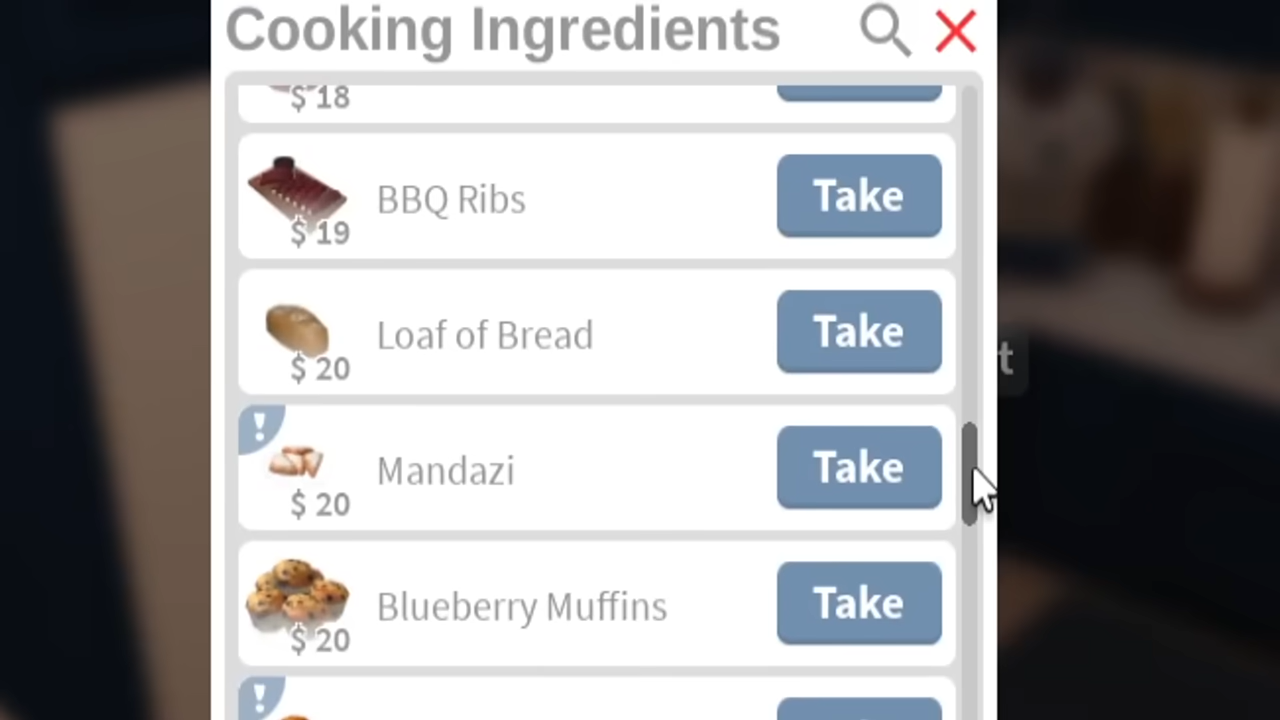 Cooking Ingredients
$ 18
BBQ Ribs
$ 19
Take
Loaf of Bread
$ 20
Take
!
Mandazi
$ 20
Take
Blueberry Muffins
$ 20
Take
!
t